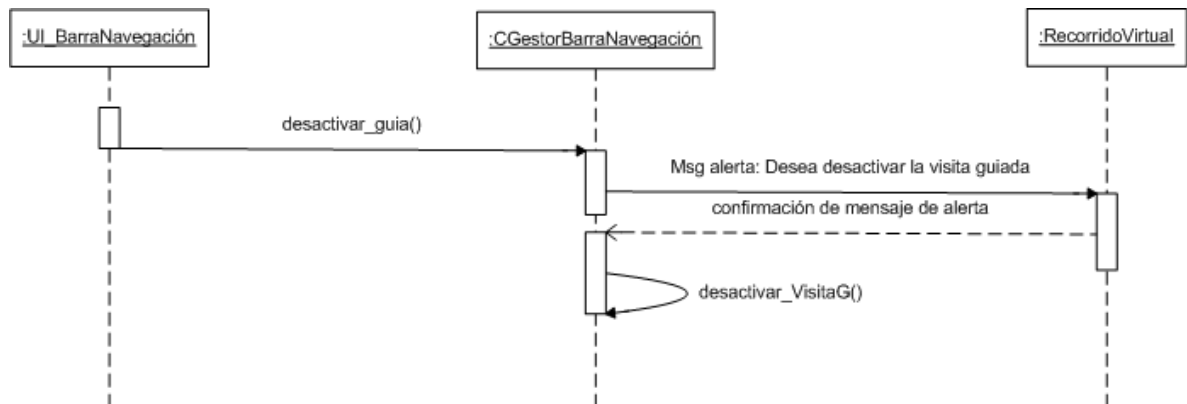 :UI_BarraNavegación
:CGestorBarraNavegación
:RecorridoVirtual
desactivar_guia()
Msg alerta: Desea desactivar la visita guiada
confirmación de mensaje de alerta
desactivar_VisitaG()